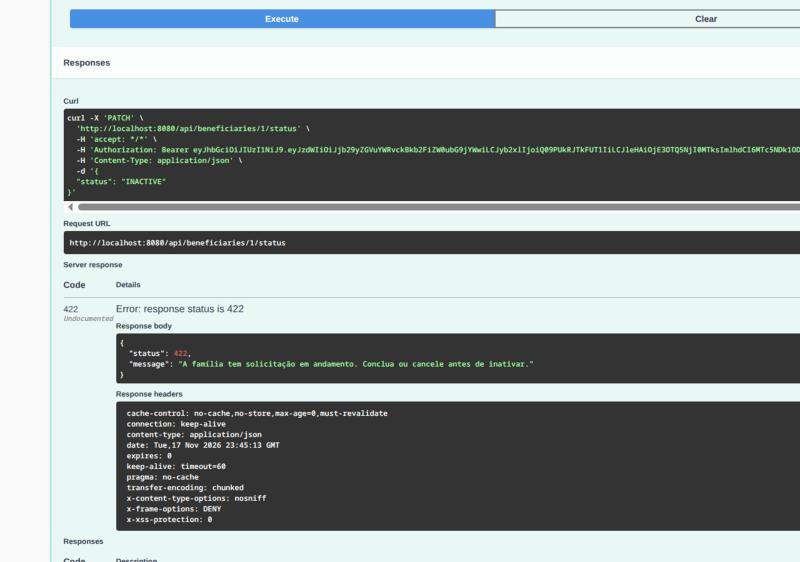 Execute
Clear
Responses
Curl
curl -X 'PATCH' \
'http://localhost:8080/api/beneficiaries/1/status' \
-H 'accept: */*' \
-H 'Authorization: Bearer
-H 'Content-Type: application/json' \
-d '{
"status": "INACTIVE"
}'
Request URL
http://localhost:8080/api/beneficiaries/1/status
Server response
Code
Details
422
Undocumented
Error: response status is 422
Response body
{
"status": 422,
"message": "A família tem solicitação em andamento. Conclua ou cancele antes de inativar."
}
Response headers
cache-control: no-cache,no-store,max-age=0,must-revalidate
connection: keep-alive
content-type: application/json
date: Tue,17 Nov 2026 23:45:13 GMT
expires: 0
keep-alive: timeout=60
pragma: no-cache
transfer-encoding: chunked
x-content-type-options: nosniff
x-frame-options: DENY
x-xss-protection: 0
Responses
Code
Description